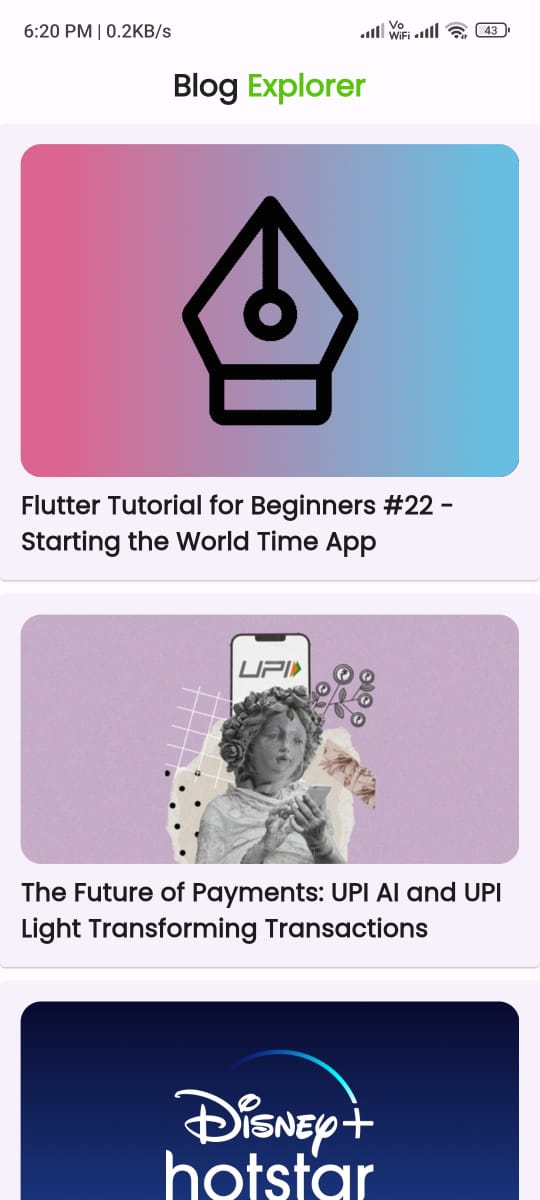 6:20 PM | 0.2KB/s
Vo
WiFi
43
Blog Explorer
Flutter Tutorial for Beginners #22 -
Starting the World Time App
UPI
The Future of Payments: UPI AI and UPI
Light Transforming Transactions
Disney+
hotstar